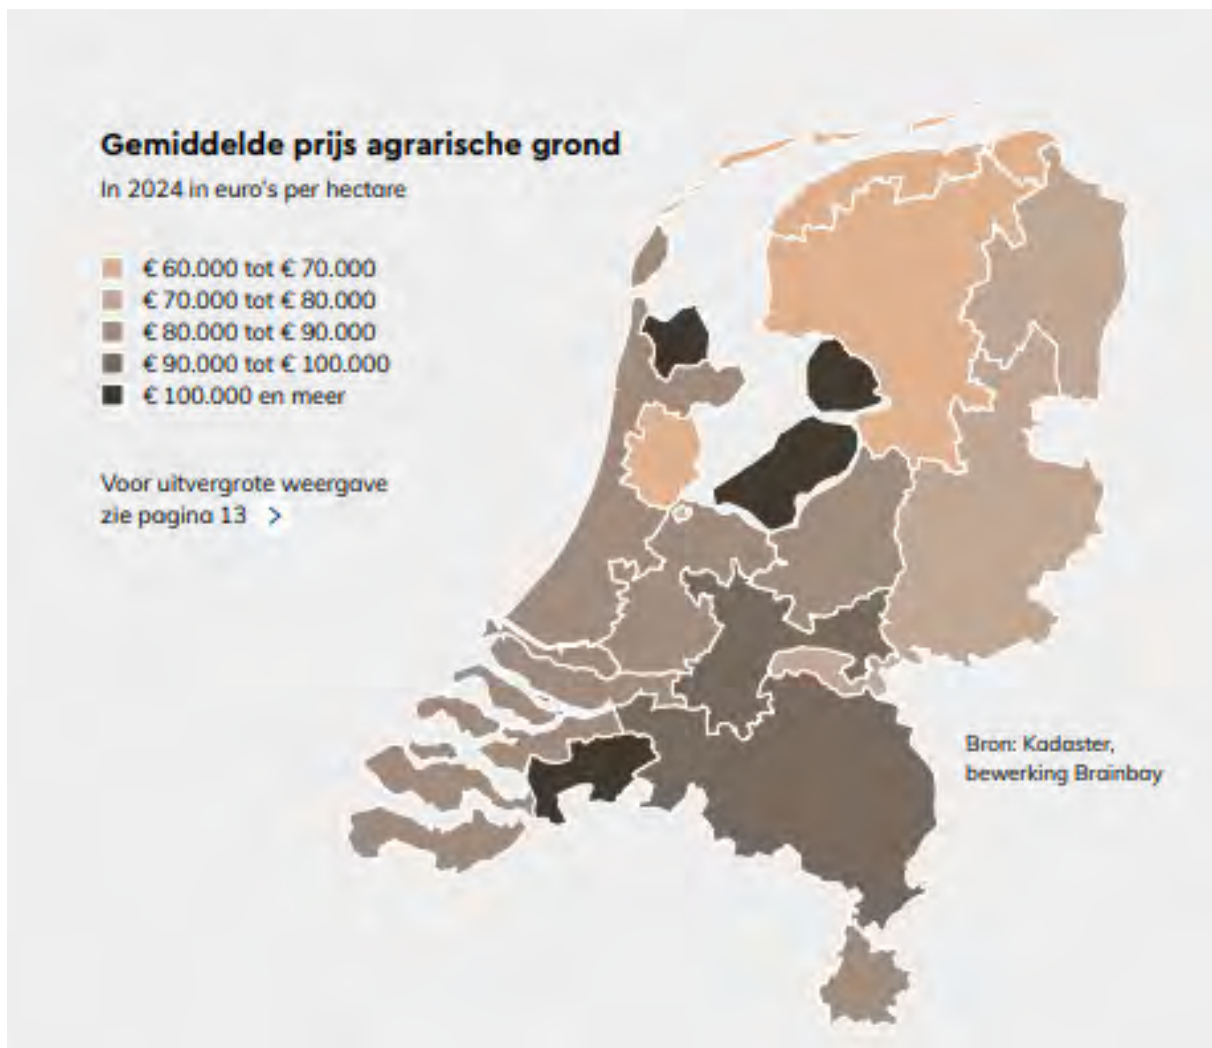 Gemiddelde prijs agrarische grond
In 2024 in euro's per hectare
€ 60.000 tot € 70.000
€ 70.000 tot € 80.000
€ 80.000 tot € 90.000
€ 90.000 tot € 100.000
€ 100.000 en meer
Voor uitvergrote weergave
zie pagina 13 >
Bron: Kadaster,
bewerking Brainbay